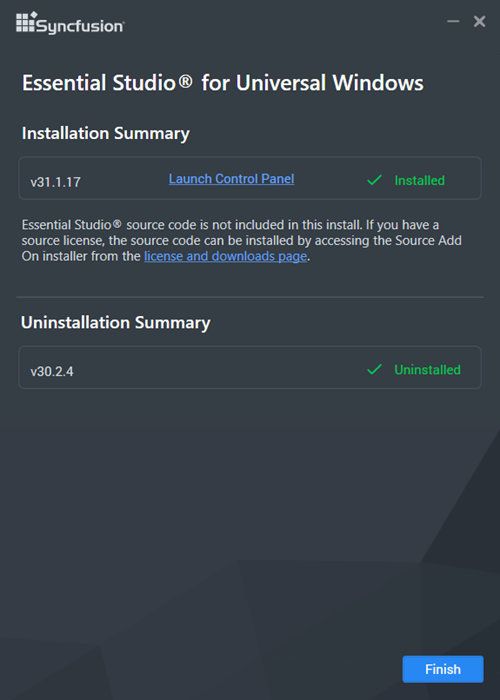 Syncfusion®
Essential Studio® for Universal Windows
Installation Summary
v31.1.17 Launch Control Panel Installed
Essential Studio® source code is not included in this install. If you have a
source license, the source code can be installed by accessing the Source Add
On installer from the license and downloads page.
Uninstallation Summary
v30.2.4 Uninstalled
Finish